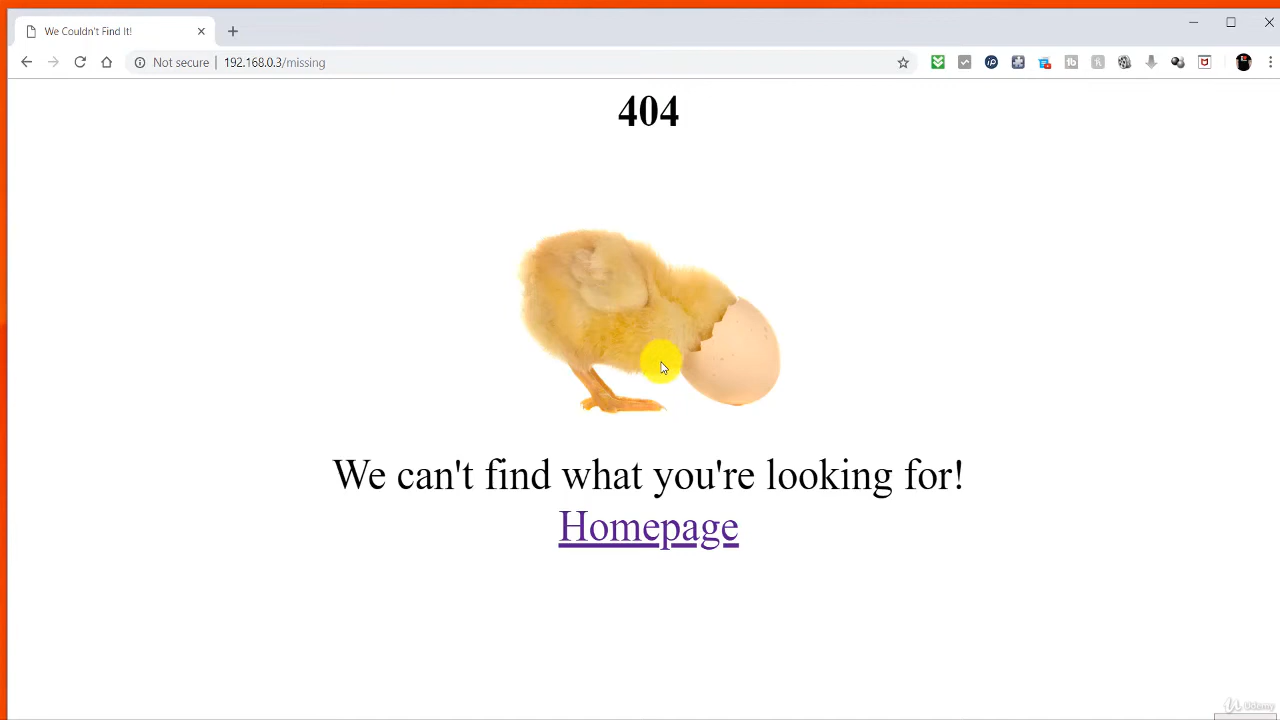 We Couldn't Find It!
Not secure | 192.168.0.3/missing
404
We can't find what you're looking for!
Homepage
Udemy